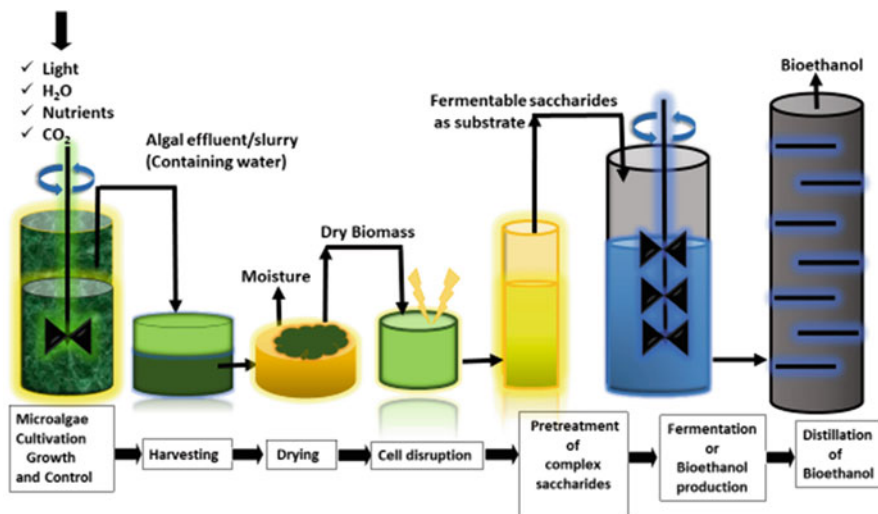 ✓ Light
✓ H₂O
✓ Nutrients
✓ CO₂
Algal effluent/slurry
(Containing water)
Moisture
Dry Biomass
Fermentable saccharides
as substrate
Bioethanol
Microalgae
Cultivation
Growth
and Control
Harvesting
Drying
Cell disruption
Pretreatment
of
complex
saccharides
Fermentation
or
Bioethanol
production
Distillation
of
Bioethanol